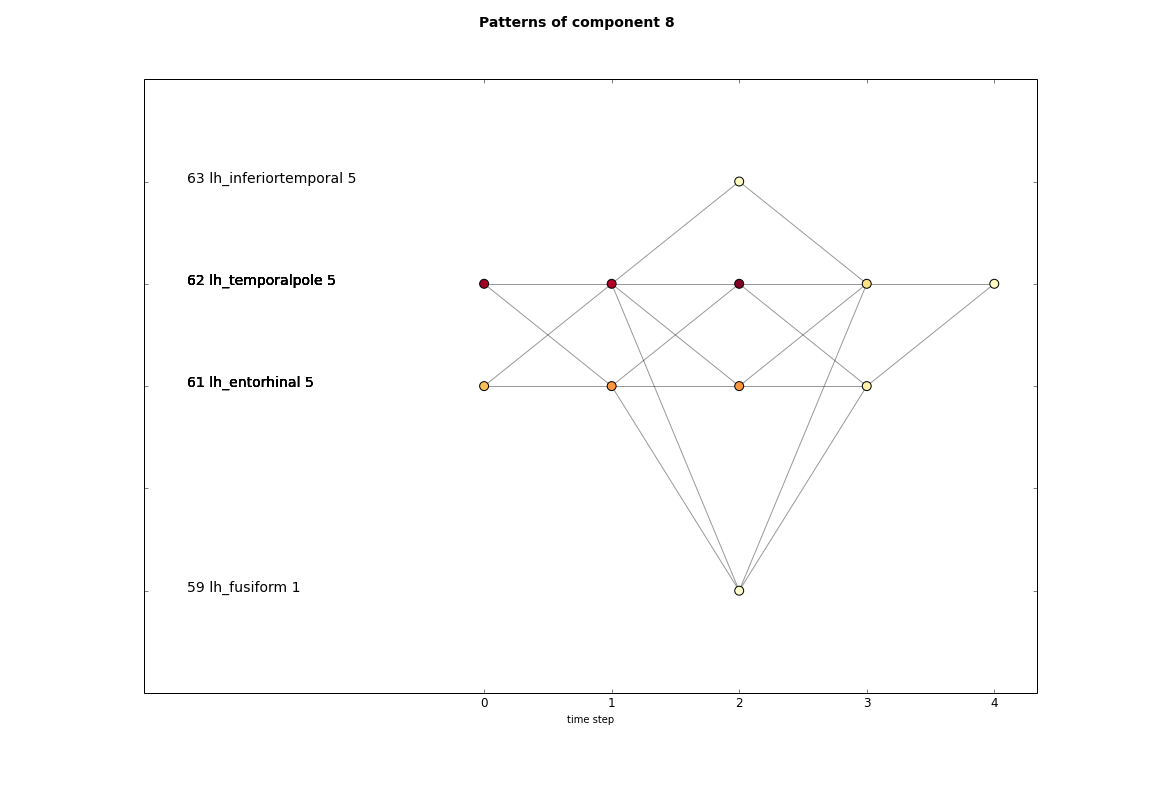 Patterns of component 8
63 lh_inferiortemporal 5
62 lh_temporalpole 5
61 lh_entorhinal 5
59 lh_fusiform 1
0 1 2 3 4
time step